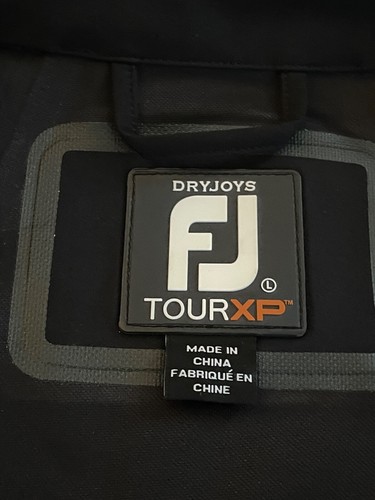 DRYJOYS
FJ
L
TOURXP™
MADE IN
CHINA
FABRIQUÉ EN
CHINE